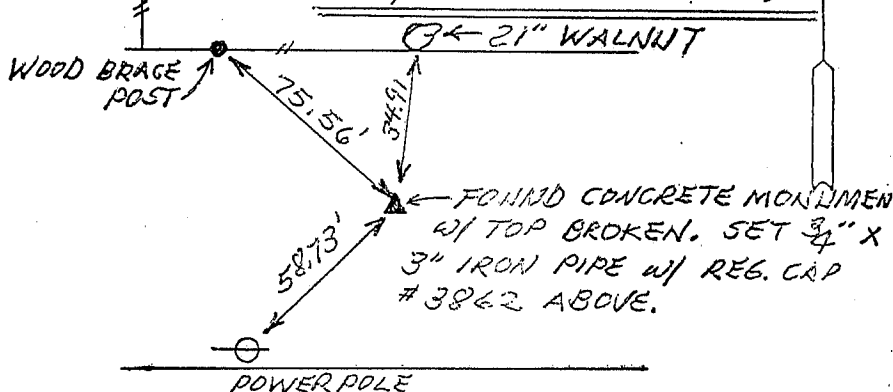 21" WALNUT
WOOD BRACE
POST
75.56'
34.91
FOUND CONCRETE MONUMEN
W/ TOP BROKEN. SET 3/4" X
3" IRON PIPE W/ REG. CAP
#3862 ABOVE.
58.73'
POWER POLE